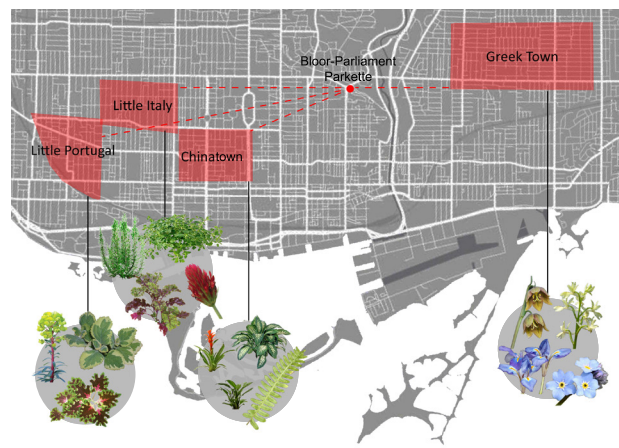 Bloor-Parliament
Parkette
Greek Town
Little Italy
Little Portugal
Chinatown